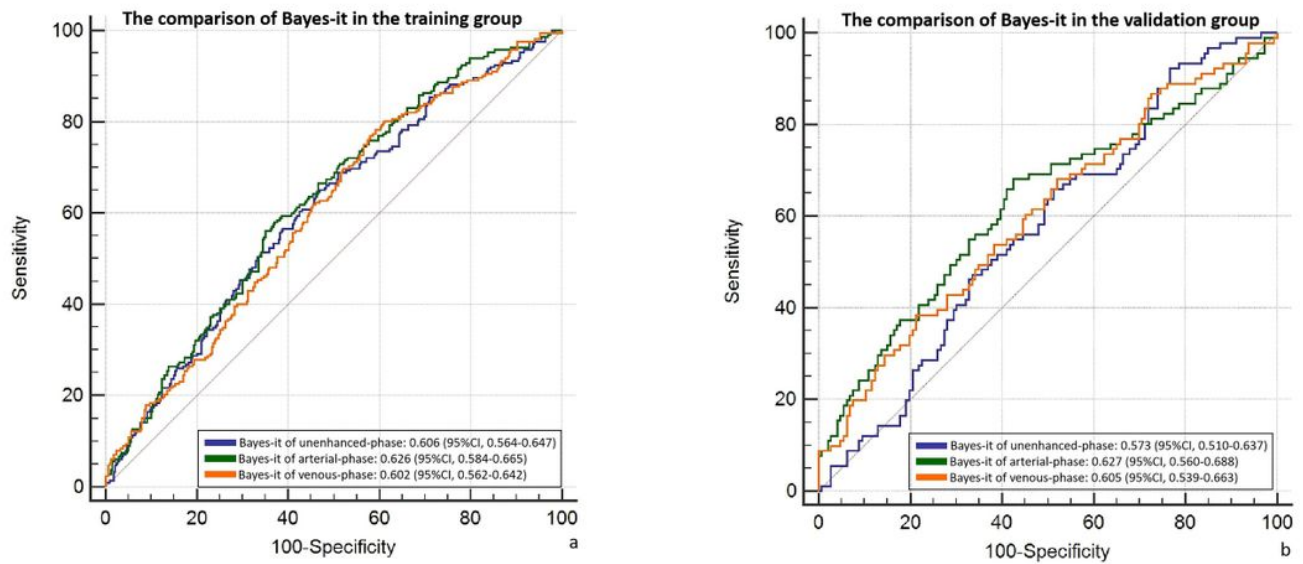 The comparison of Bayes-it in the training group
100
80
60
40
20
0
Sensitivity
Bayes-it of unenhanced-phase: 0.606 (95%CI, 0.564-0.647)
Bayes-it of arterial-phase: 0.626 (95%CI, 0.584-0.665)
Bayes-it of venous-phase: 0.602 (95%CI, 0.562-0.642)
0 20 40 60 80 100
100-Specificity
a
The comparison of Bayes-it in the validation group
100
80
60
40
20
0
Sensitivity
Bayes-it of unenhanced-phase: 0.573 (95%CI, 0.510-0.637)
Bayes-it of arterial-phase: 0.627 (95%CI, 0.560-0.688)
Bayes-it of venous-phase: 0.605 (95%CI, 0.539-0.663)
0 20 40 60 80 100
100-Specificity
b